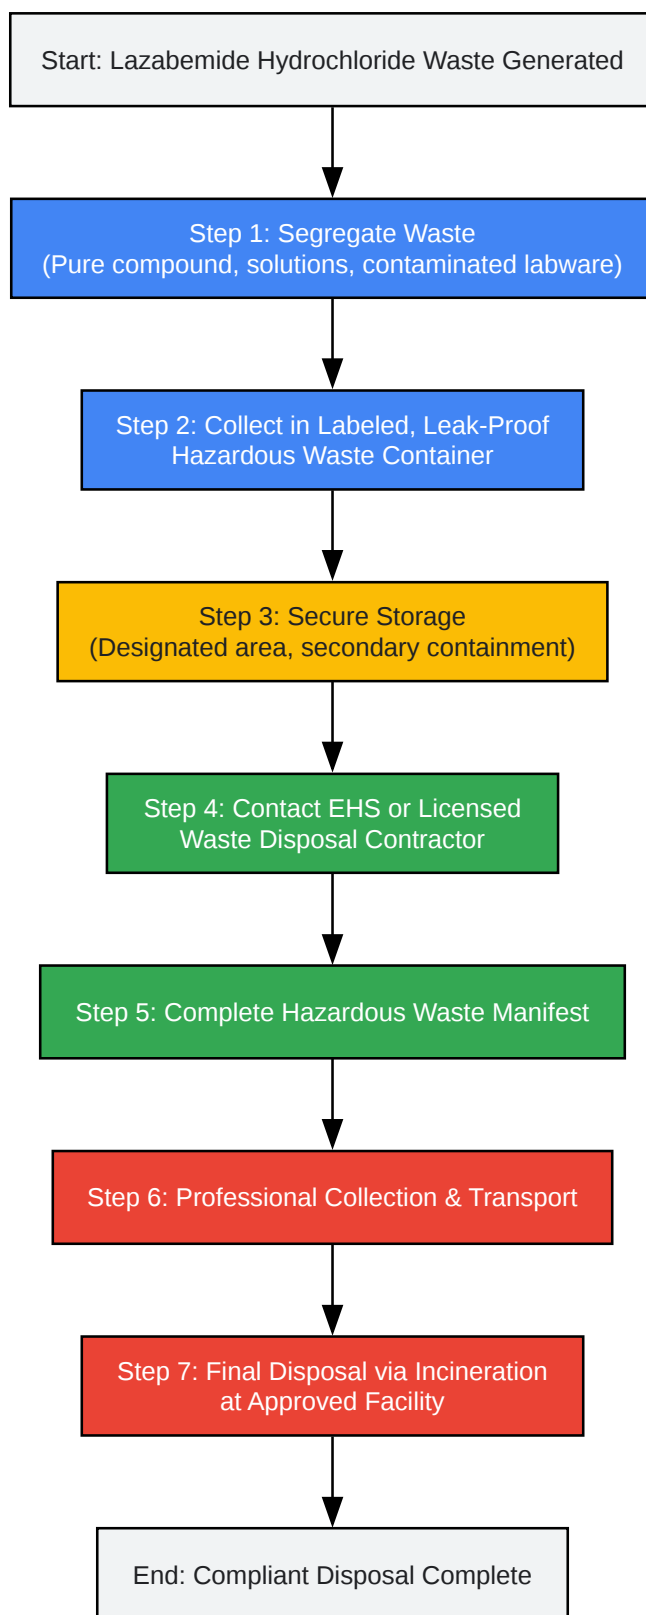 Start: Lazabemide Hydrochloride Waste Generated
Step 1: Segregate Waste
(Pure compound, solutions, contaminated labware)
Step 2: Collect in Labeled, Leak-Proof
Hazardous Waste Container
Step 3: Secure Storage
(Designated area, secondary containment)
Step 4: Contact EHS or Licensed
Waste Disposal Contractor
Step 5: Complete Hazardous Waste Manifest
Step 6: Professional Collection & Transport
Step 7: Final Disposal via Incineration
at Approved Facility
End: Compliant Disposal Complete